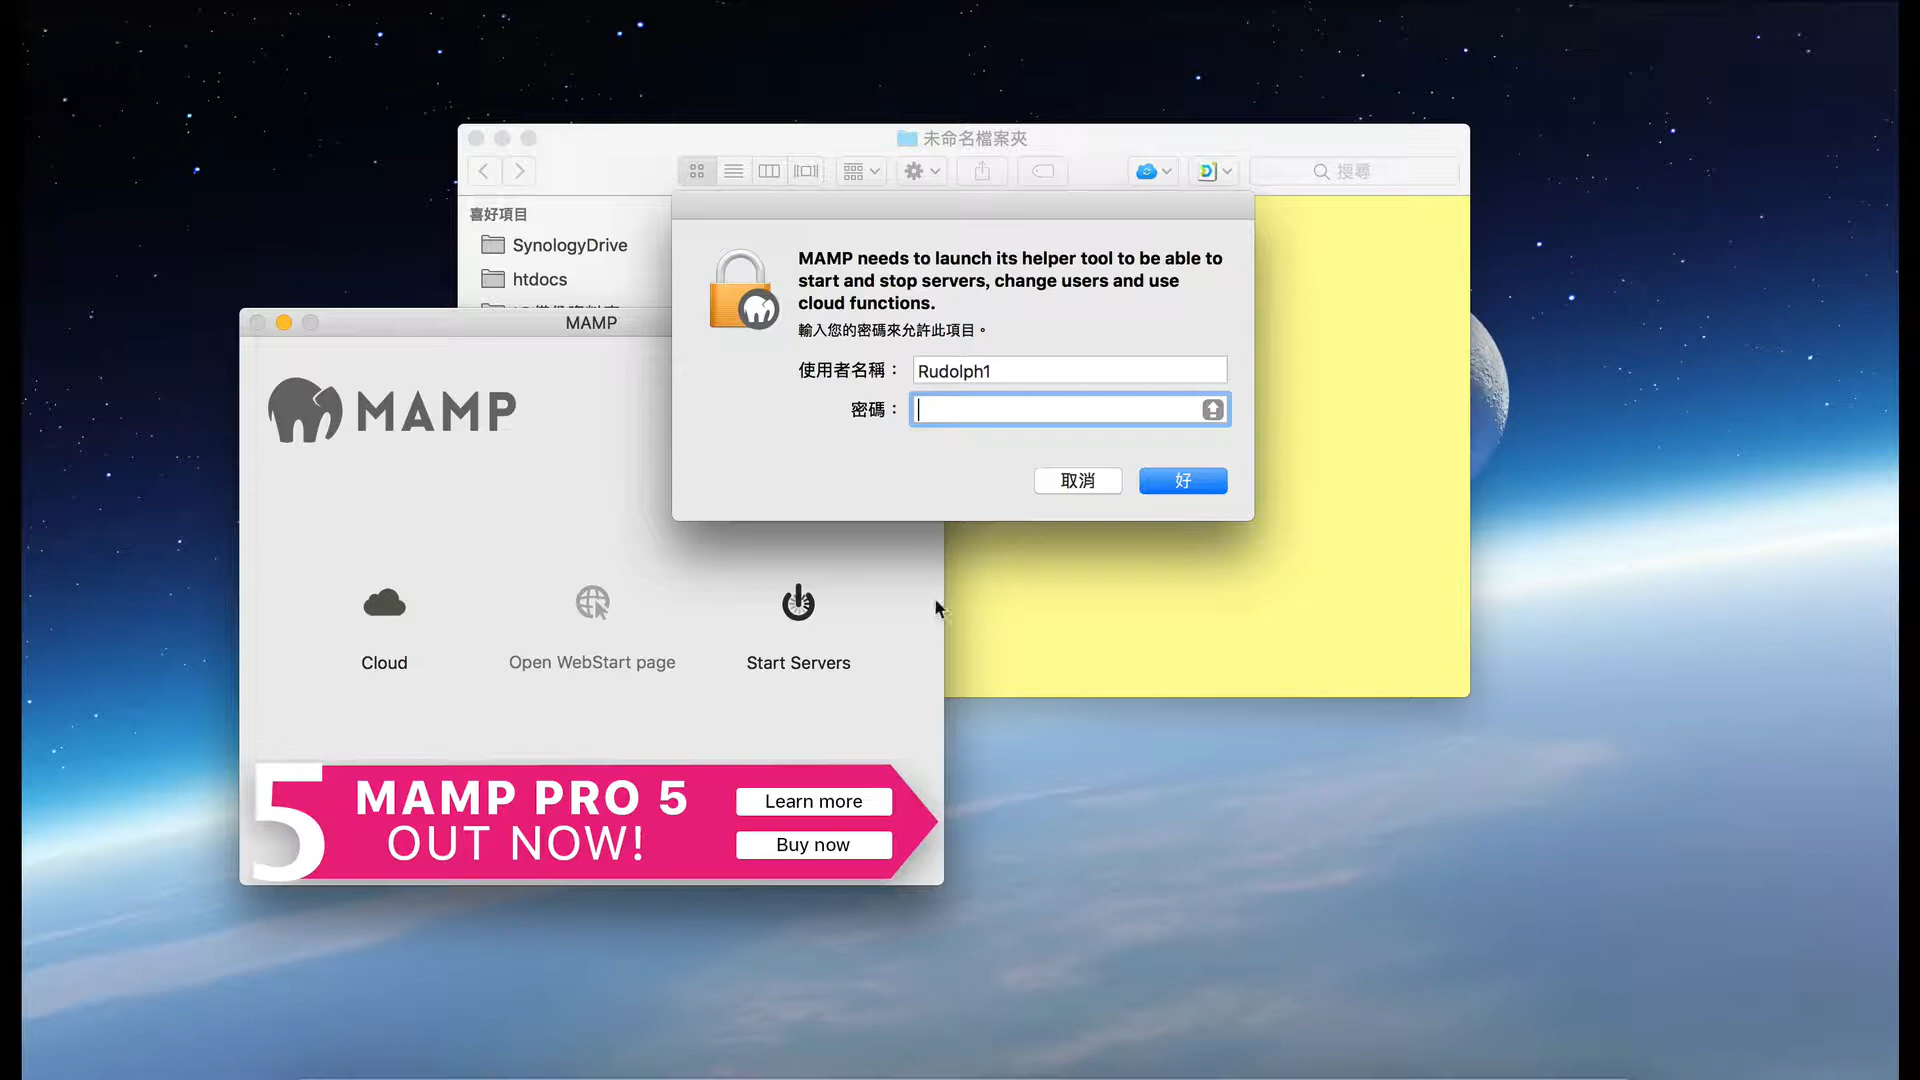 未命名檔案夾
搜尋
喜好項目
SynologyDrive
htdocs
MAMP needs to launch its helper tool to be able to
start and stop servers, change users and use
cloud functions.
輸入您的密碼來允許此項目。
使用者名稱：
Rudolph1
密碼：
取消
好
MAMP
MAMP
Cloud
Open WebStart page
Start Servers
5
MAMP PRO 5
OUT NOW!
Learn more
Buy now